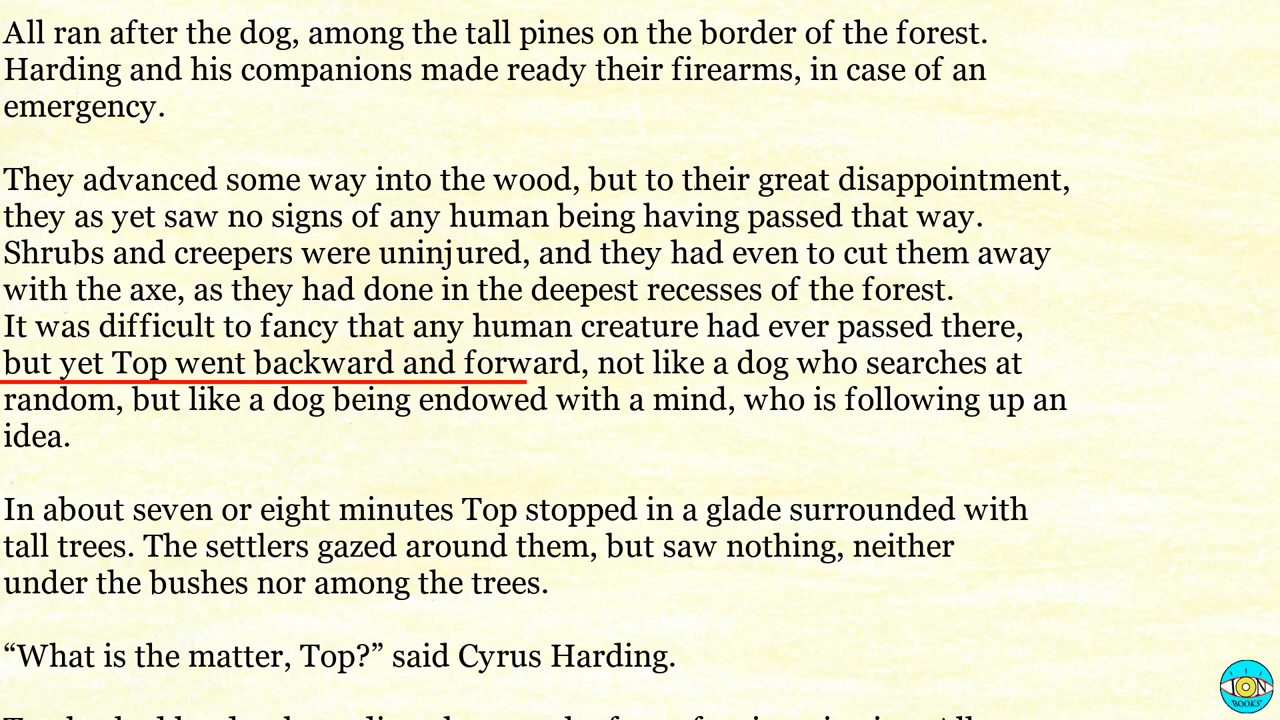 All ran after the dog, among the tall pines on the border of the forest.
Harding and his companions made ready their firearms, in case of an
emergency.
They advanced some way into the wood, but to their great disappointment,
they as yet saw no signs of any human being having passed that way.
Shrubs and creepers were uninjured, and they had even to cut them away
with the axe, as they had done in the deepest recesses of the forest.
It was difficult to fancy that any human creature had ever passed there,
but yet Top went backward and forward, not like a dog who searches at
random, but like a dog being endowed with a mind, who is following up an
idea.
In about seven or eight minutes Top stopped in a glade surrounded with
tall trees. The settlers gazed around them, but saw nothing, neither
under the bushes nor among the trees.
“What is the matter, Top?” said Cyrus Harding.
ION
BOOKS